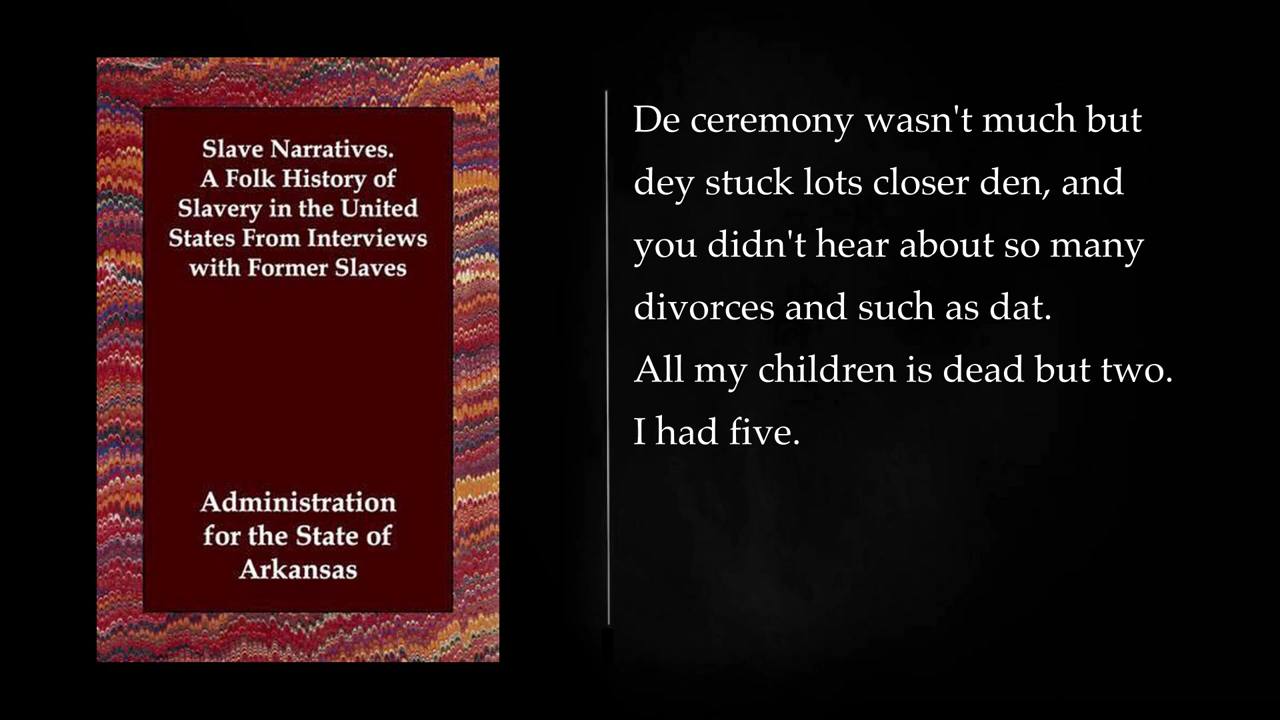 Slave Narratives.
A Folk History of
Slavery in the United
States From Interviews
with Former Slaves
Administration
for the State of
Arkansas
De ceremony wasn't much but
dey stuck lots closer den, and
you didn't hear about so many
divorces and such as dat.
All my children is dead but two.
I had five.